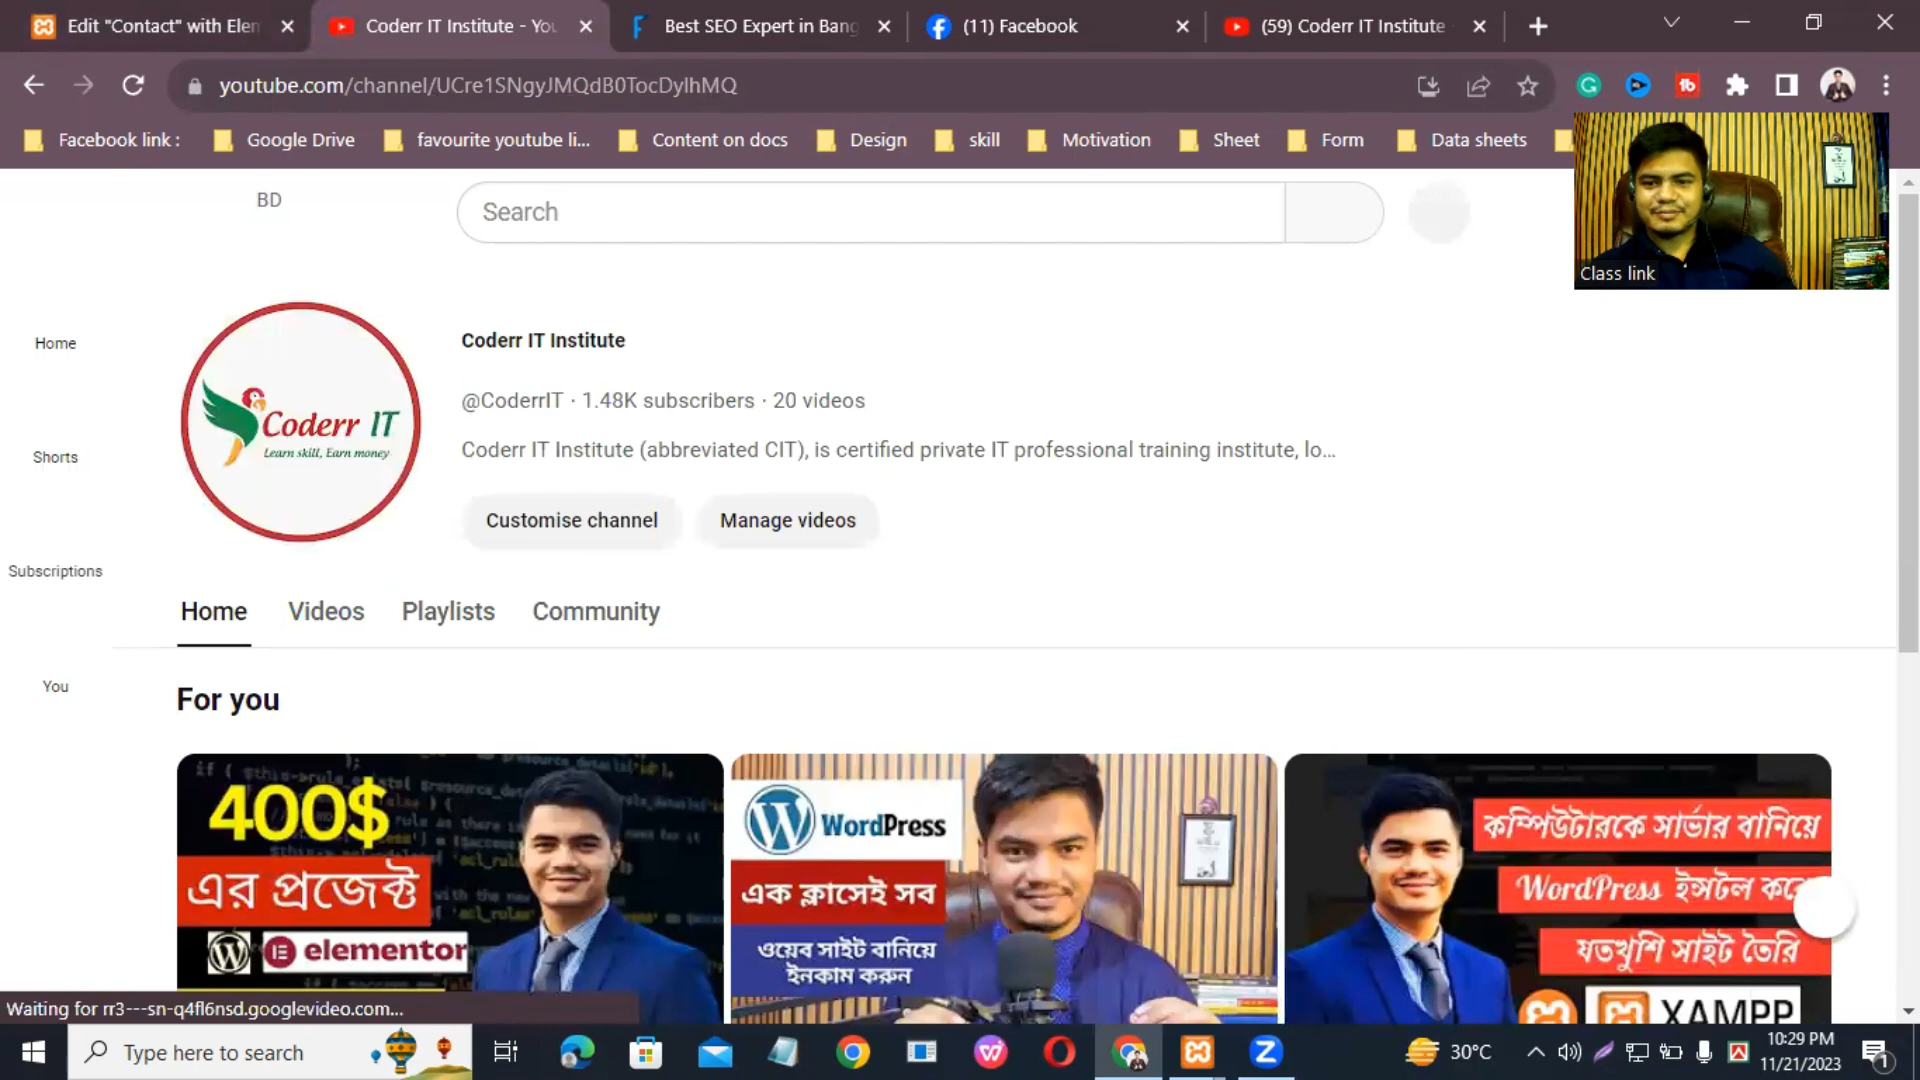 Edit "Contact" with Elen
Coderr IT Institute - You
Best SEO Expert in Bang
(11) Facebook
(59) Coderr IT Institute
youtube.com/channel/UCre1SNgyJMQdB0TocDylhMQ
Facebook link :
Google Drive
favourite youtube li...
Content on docs
Design
skill
Motivation
Sheet
Form
Data sheets
Class link
BD
Search
Home
Shorts
Subscriptions
You
Coderr IT
Learn skill, Earn money
Coderr IT Institute
@CoderrIT · 1.48K subscribers · 20 videos
Coderr IT Institute (abbreviated CIT), is certified private IT professional training institute, lo...
Customise channel
Manage videos
Home
Videos
Playlists
Community
For you
400$
এর প্রজেক্ট
elementor
WordPress
এক ক্লাসেই সব
ওয়েব সাইট বানিয়ে
ইনকাম করুন
কম্পিউটারকে সার্ভার বানিয়ে
WordPress ইন্সটল
যতখুশি সাইট তৈরি
XAMPP
Waiting for rr3---sn-q4fl6nsd.googlevideo.com...
Type here to search
30°C
10:29 PM
11/21/2023
1